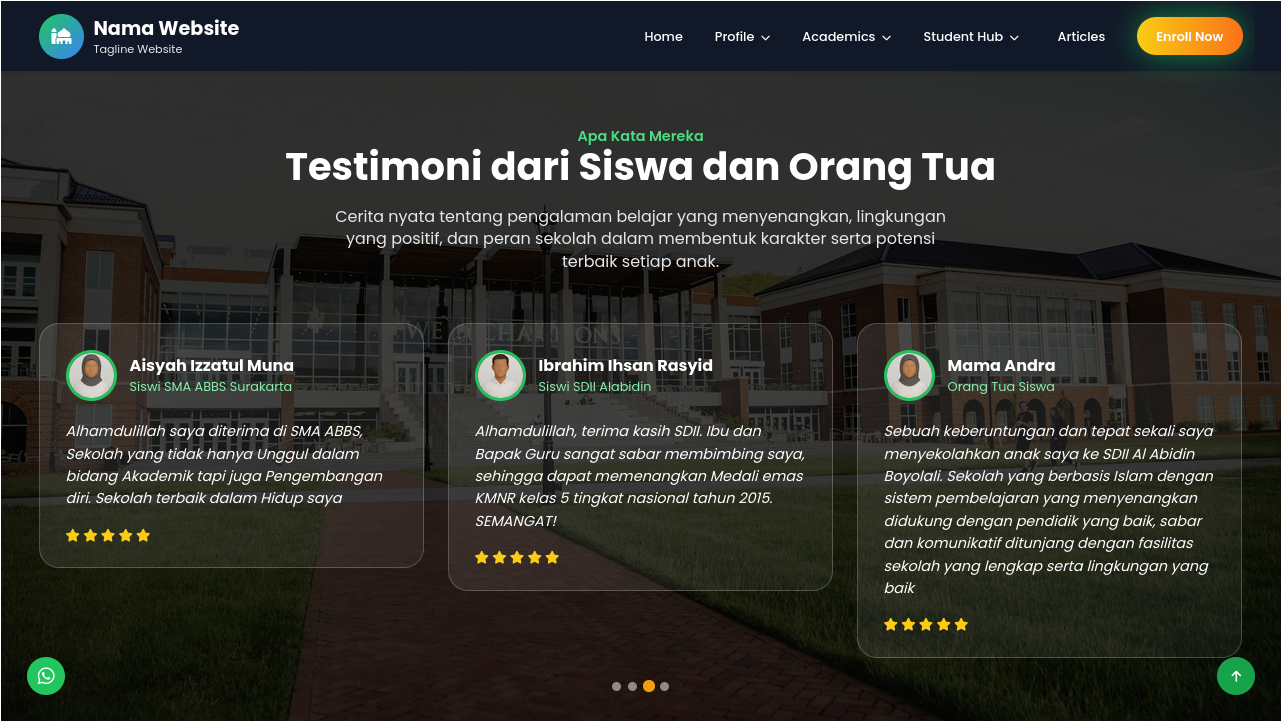 Nama Website
Tagline Website
Home
Profile
Academics
Student Hub
Articles
Enroll Now
Apa Kata Mereka
Testimoni dari Siswa dan Orang Tua
Cerita nyata tentang pengalaman belajar yang menyenangkan, lingkungan
yang positif, dan peran sekolah dalam membentuk karakter serta potensi
terbaik setiap anak.
MONTVIEW STUDENT UNION
WE CHAMPIONS
Aisyah Izzatul Muna
Siswi SMA ABBS Surakarta
Alhamdulillah saya diterima di SMA ABBS,
Sekolah yang tidak hanya Unggul dalam
bidang Akademik tapi juga Pengembangan
diri. Sekolah terbaik dalam Hidup saya
Ibrahim Ihsan Rasyid
Siswi SDII Alabidin
Alhamdulillah, terima kasih SDII. Ibu dan
Bapak Guru sangat sabar membimbing saya,
sehingga dapat memenangkan Medali emas
KMNR kelas 5 tingkat nasional tahun 2015.
SEMANGAT!
Mama Andra
Orang Tua Siswa
Sebuah keberuntungan dan tepat sekali saya
menyekolahkan anak saya ke SDII Al Abidin
Boyolali. Sekolah yang berbasis Islam dengan
sistem pembelajaran yang menyenangkan
didukung dengan pendidik yang baik, sabar
dan komunikatif ditunjang dengan fasilitas
sekolah yang lengkap serta lingkungan yang
baik